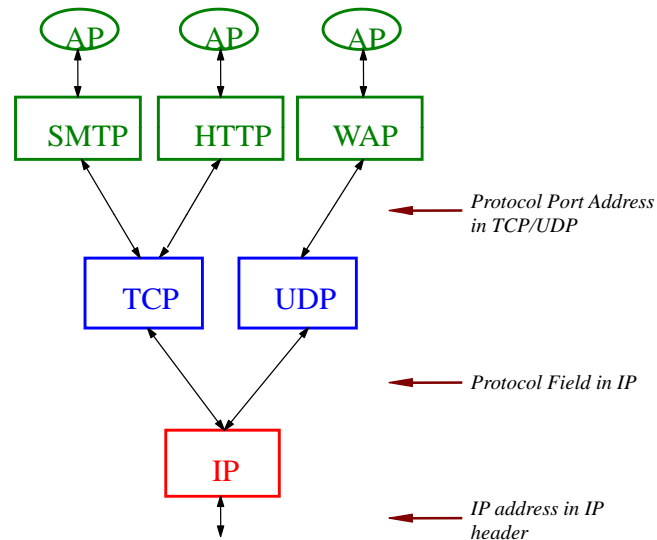 AP AP AP
SMTP HTTP WAP
Protocol Port Address
in TCP/UDP
TCP UDP
Protocol Field in IP
IP
IP address in IP
header